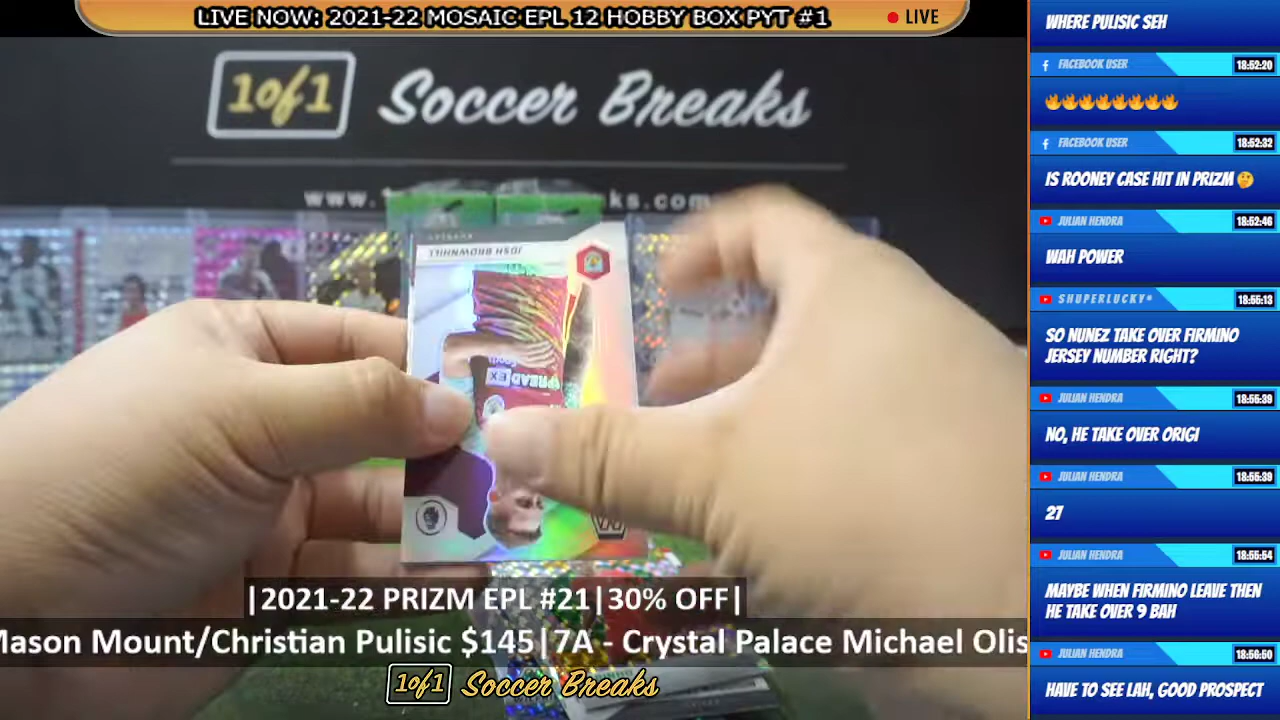 LIVE NOW: 2021-22 MOSAIC EPL 12 HOBBY BOX PYT #1
LIVE
1of1 Soccer Breaks
www.
ks.com
JOSH BROWNHILL
|2021-22 PRIZM EPL #21|30% OFF|
Mason Mount/Christian Pulisic $145|7A - Crystal Palace Michael Olis
1of1 Soccer Breaks
WHERE PULISIC SEH
FACEBOOK USER 18:52:20
🔥🔥🔥🔥🔥🔥🔥🔥
FACEBOOK USER 18:52:32
IS ROONEY CASE HIT IN PRIZM🤔
JULIAN HENDRA 18:52:46
WAH POWER
SHUPERLUCKY* 18:55:13
SO NUNEZ TAKE OVER FIRMINO
JERSEY NUMBER RIGHT?
JULIAN HENDRA 18:55:39
NO, HE TAKE OVER ORIGI
JULIAN HENDRA 18:55:39
27
JULIAN HENDRA 18:55:54
MAYBE WHEN FIRMINO LEAVE THEN
HE TAKE OVER 9 BAH
JULIAN HENDRA 18:56:50
HAVE TO SEE LAH, GOOD PROSPECT